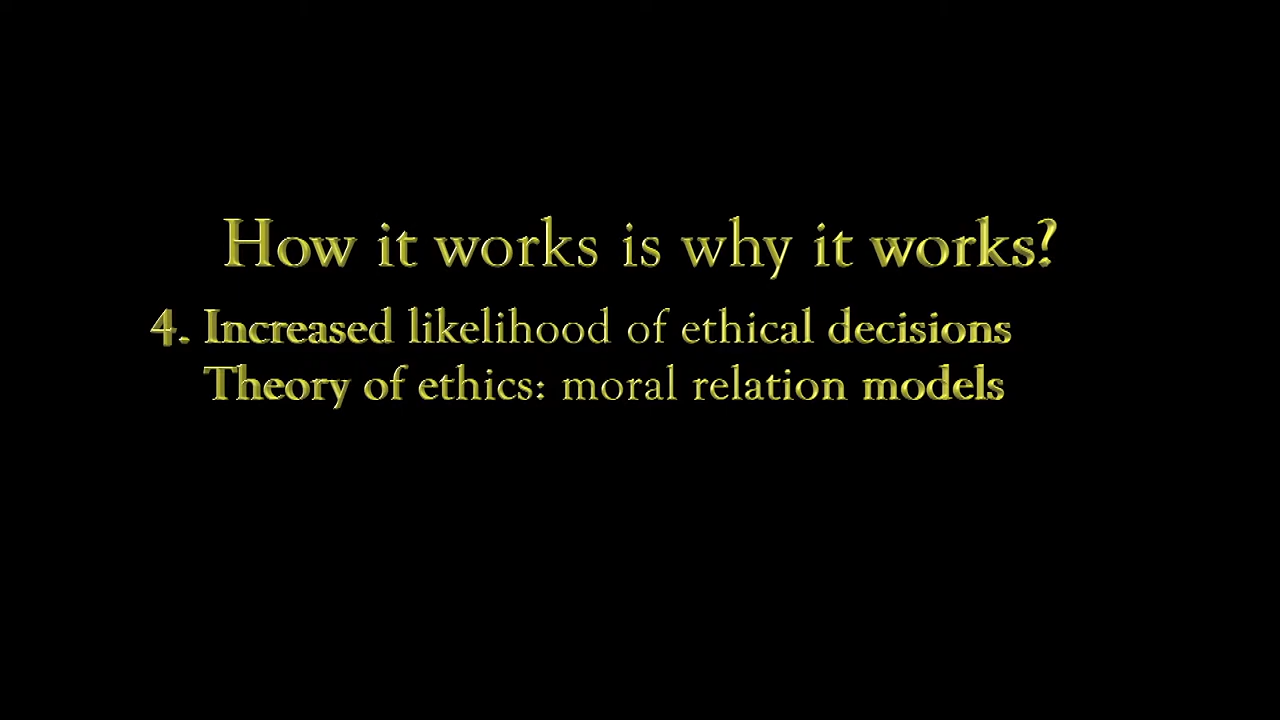 How it works is why it works?
4. Increased likelihood of ethical decisions
Theory of ethics: moral relation models